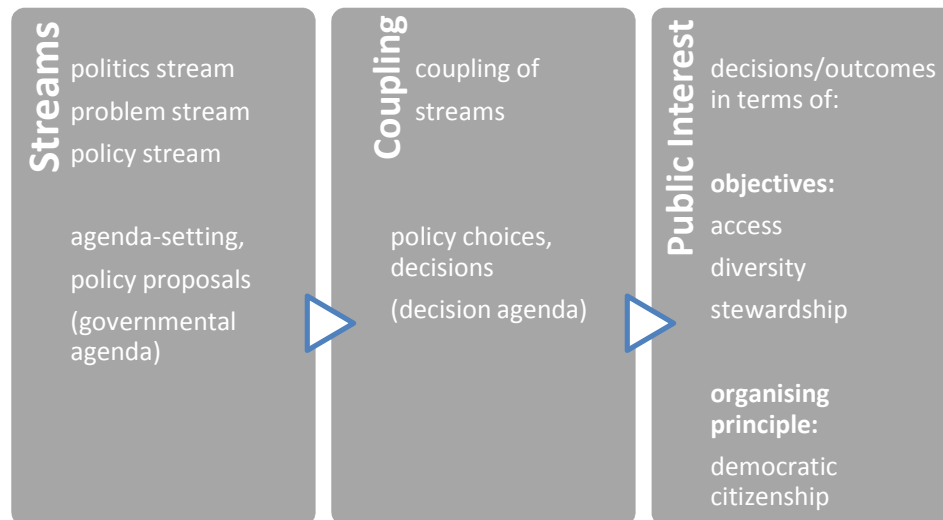 Streams
politics stream
problem stream
policy stream
agenda-setting,
policy proposals
(governmental
agenda)
Coupling
coupling of
streams
policy choices,
decisions
(decision agenda)
Public Interest
decisions/outcomes
in terms of:
objectives:
access
diversity
stewardship
organising
principle:
democratic
citizenship